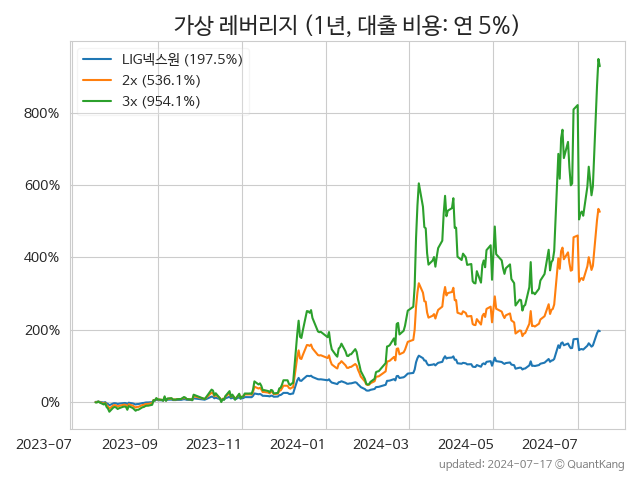 가상 레버리지 (1년, 대출 비용: 연 5%)
LIG넥스원 (197.5%)
2x (536.1%)
3x (954.1%)
800%
600%
400%
200%
0%
2023-07
2023-09
2023-11
2024-01
2024-03
2024-05
2024-07
updated: 2024-07-17 © QuantKang